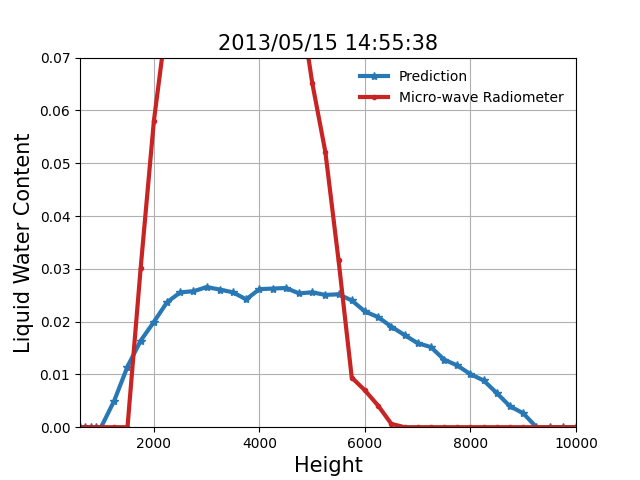 2013/05/15 14:55:38
0.07
0.06
0.05
0.04
0.03
0.02
0.01
0.00
Liquid Water Content
Prediction
Micro-wave Radiometer
2000 4000 6000 8000 10000
Height